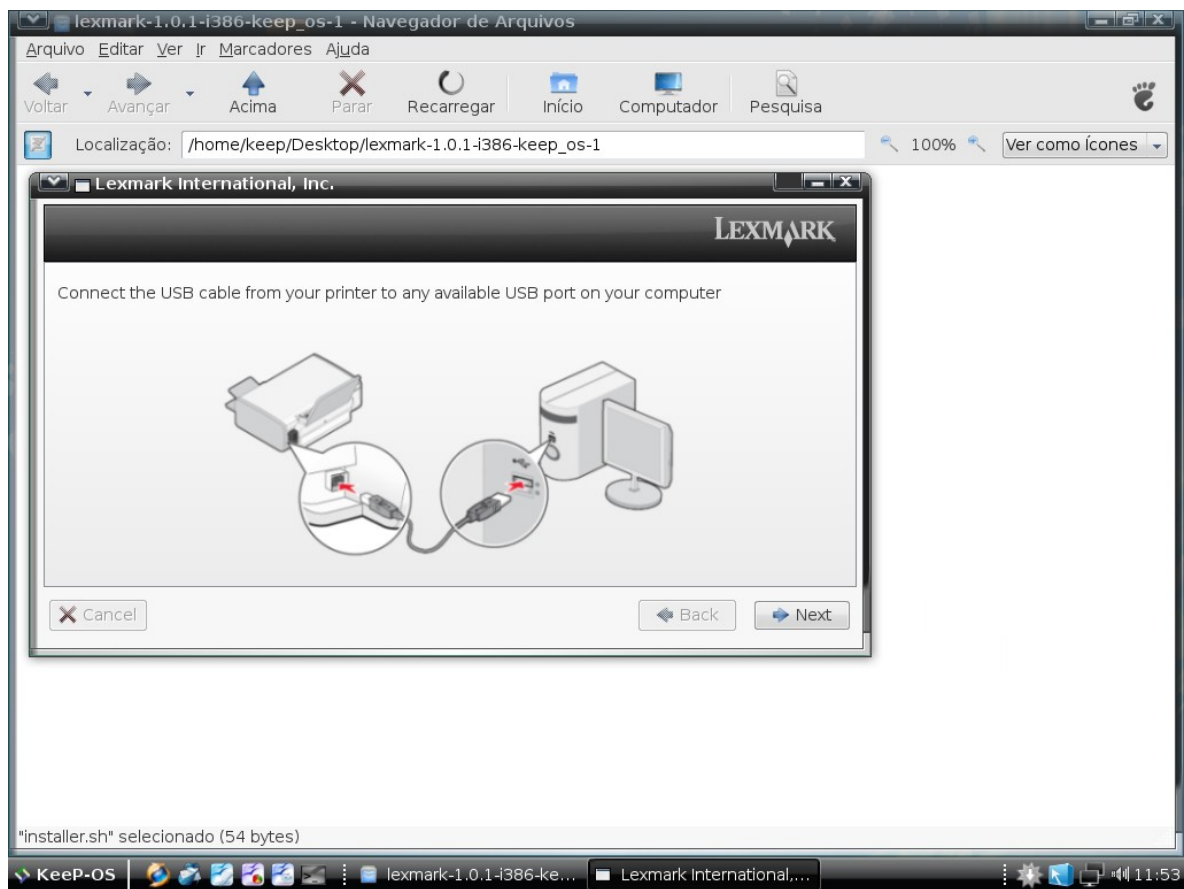 lexmark-1.0.1-i386-keep_os-1 - Navegador de Arquivos
Arquivo Editar Ver Ir Marcadores Ajuda
Voltar Avançar Acima Parar Recarregar Início Computador Pesquisa
Localização: /home/keep/Desktop/lexmark-1.0.1-i386-keep_os-1 100% Ver como Ícones
Lexmark International, Inc.
LEXMARK
Connect the USB cable from your printer to any available USB port on your computer
Cancel Back Next
"installer.sh" selecionado (54 bytes)
KeeP-OS lexmark-1.0.1-i386-ke... Lexmark International,... 11:53